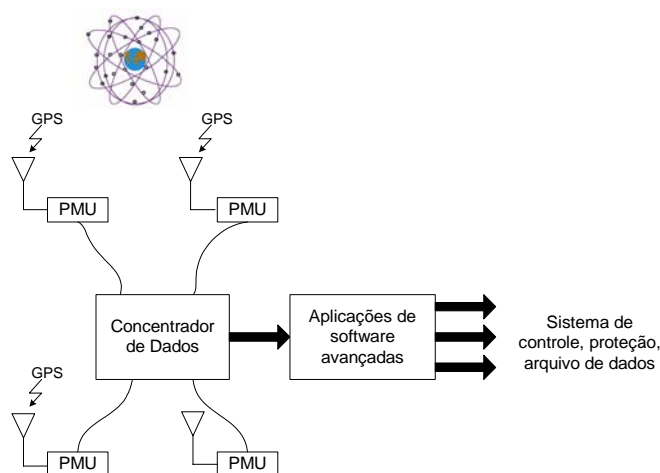 GPS
GPS
PMU
PMU
Concentrador
de Dados
Aplicações de
software
avançadas
Sistema de
controle, proteção,
arquivo de dados
GPS
PMU
PMU